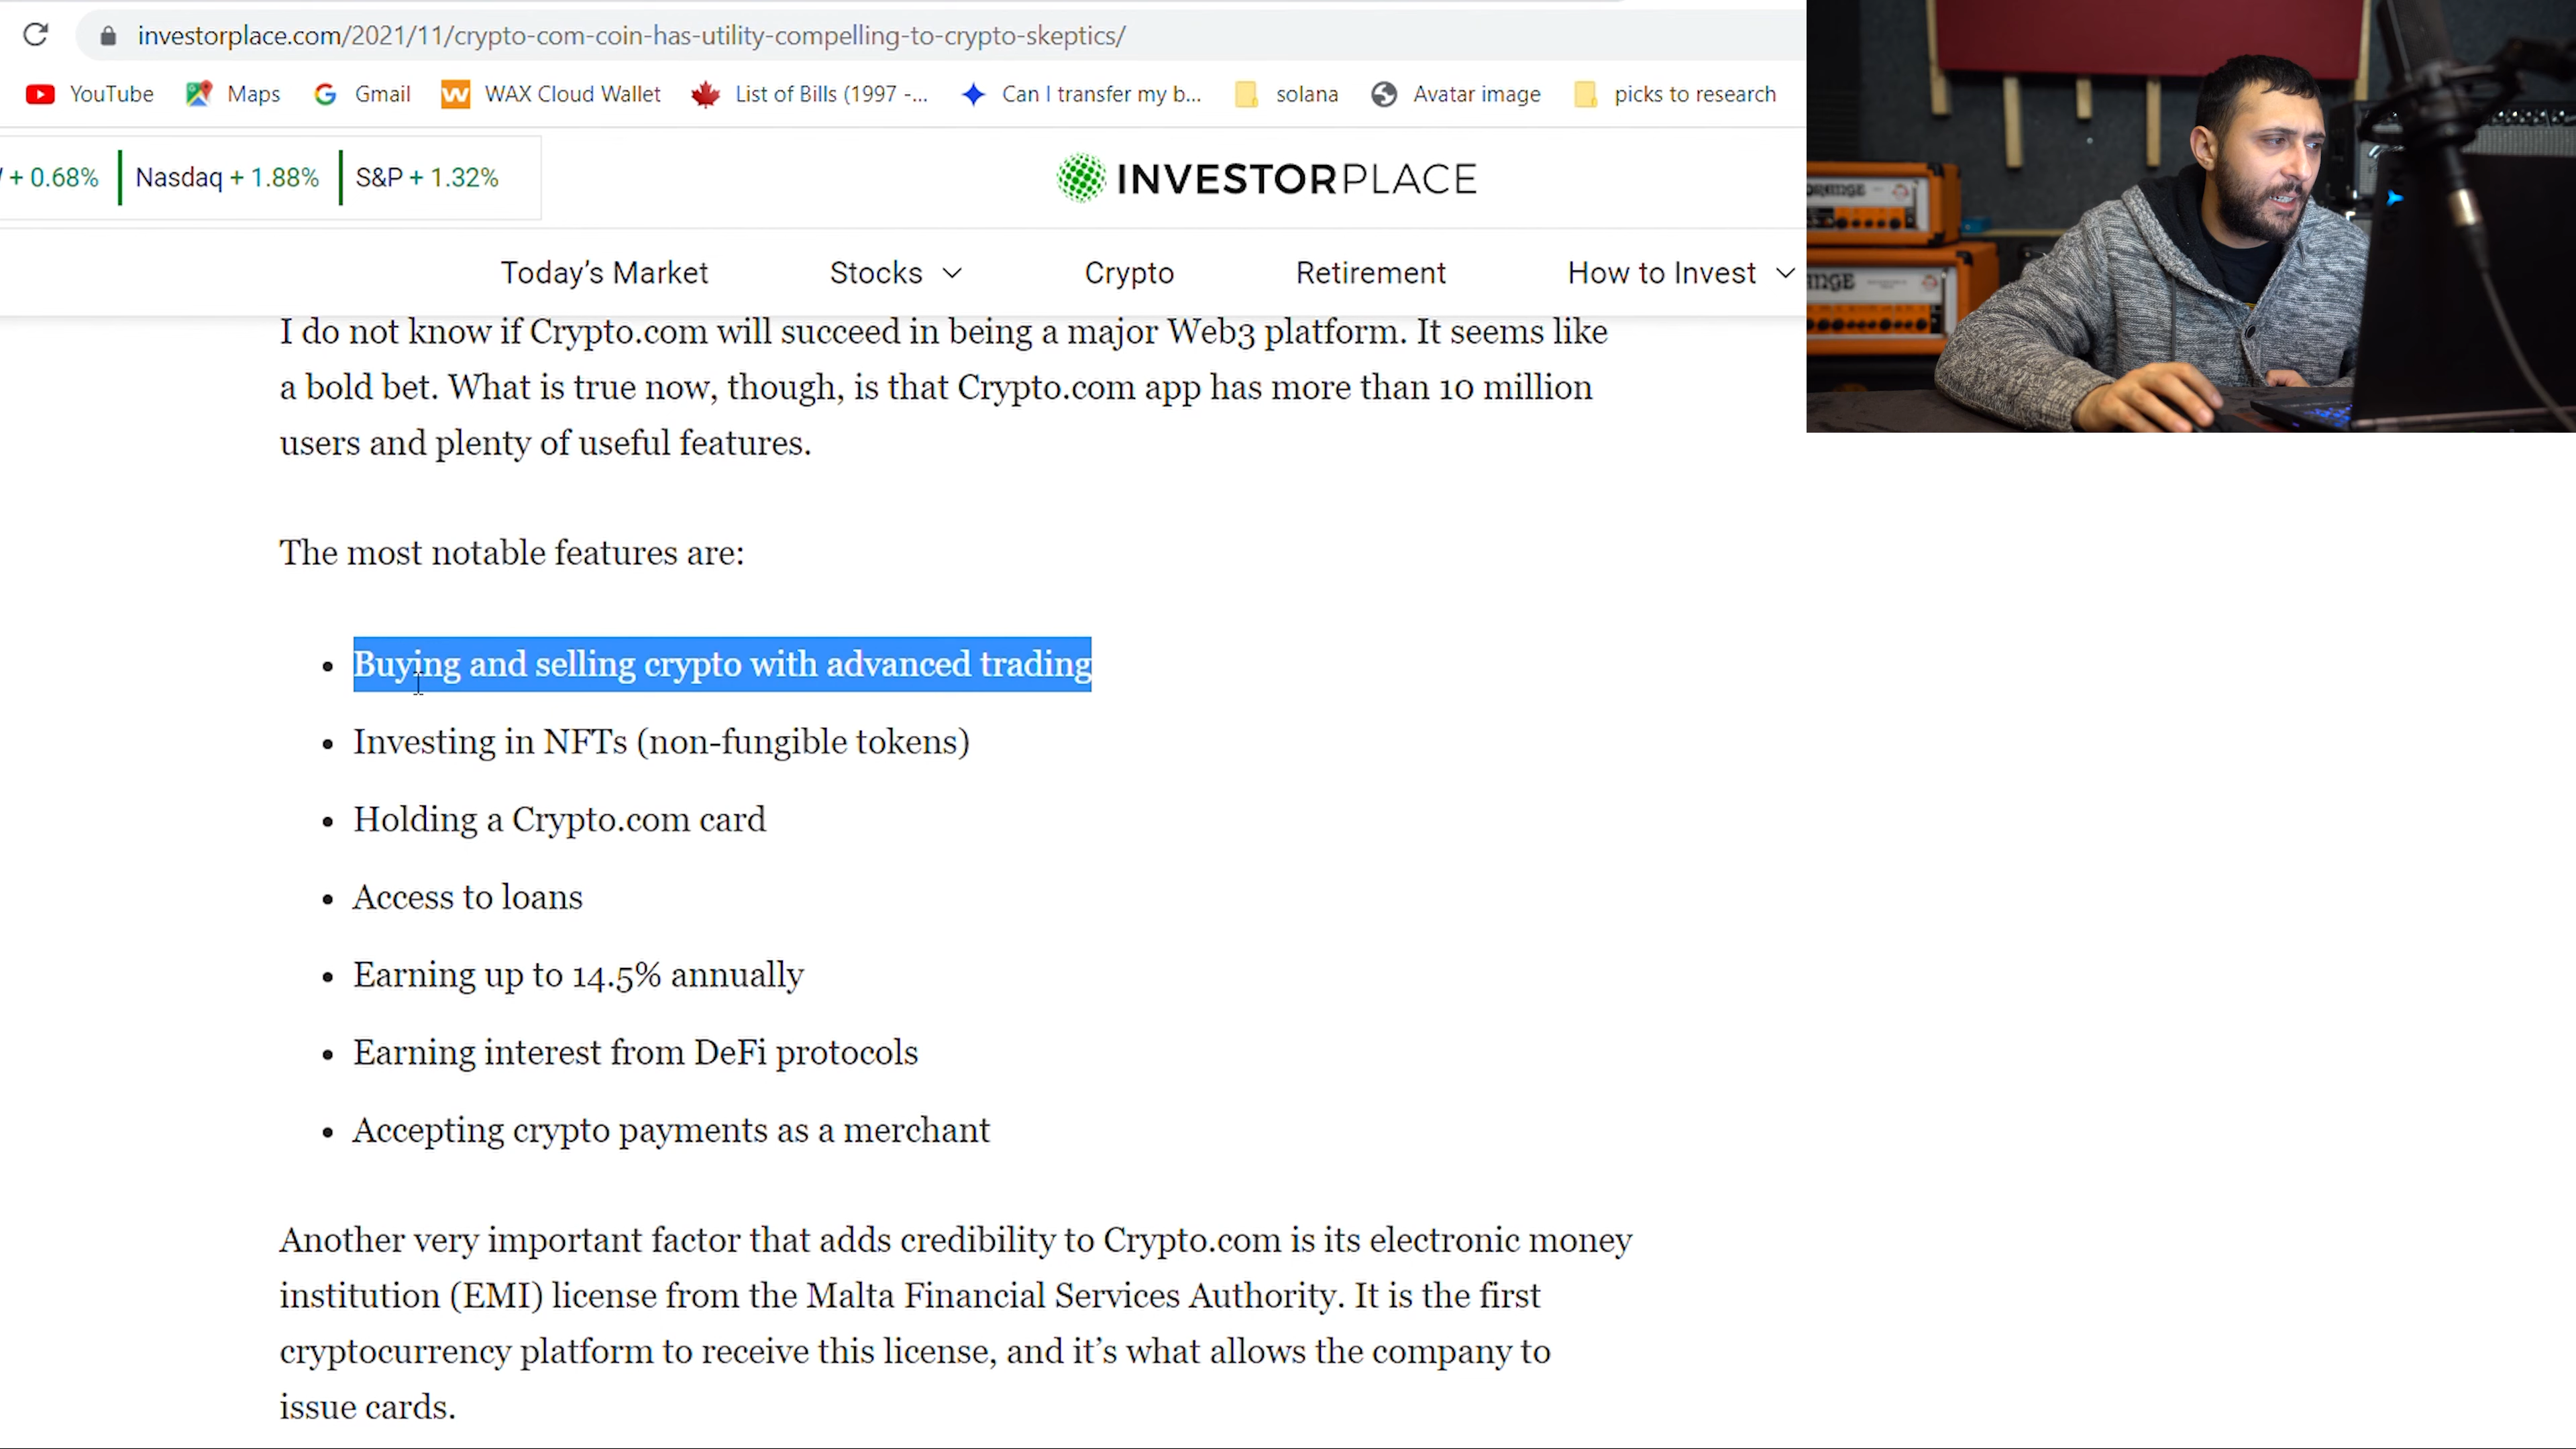 investorplace.com/2021/11/crypto-com-coin-has-utility-compelling-to-crypto-skeptics/
YouTube Maps Gmail WAX Cloud Wallet List of Bills (1997 -... Can I transfer my b... solana Avatar image picks to research
+ 0.68% Nasdaq + 1.88% S&P + 1.32%
INVESTORPLACE
Today’s Market Stocks Crypto Retirement How to Invest
I do not know if Crypto.com will succeed in being a major Web3 platform. It seems like
a bold bet. What is true now, though, is that Crypto.com app has more than 10 million
users and plenty of useful features.
The most notable features are:
• Buying and selling crypto with advanced trading
• Investing in NFTs (non-fungible tokens)
• Holding a Crypto.com card
• Access to loans
• Earning up to 14.5% annually
• Earning interest from DeFi protocols
• Accepting crypto payments as a merchant
Another very important factor that adds credibility to Crypto.com is its electronic money
institution (EMI) license from the Malta Financial Services Authority. It is the first
cryptocurrency platform to receive this license, and it’s what allows the company to
issue cards.